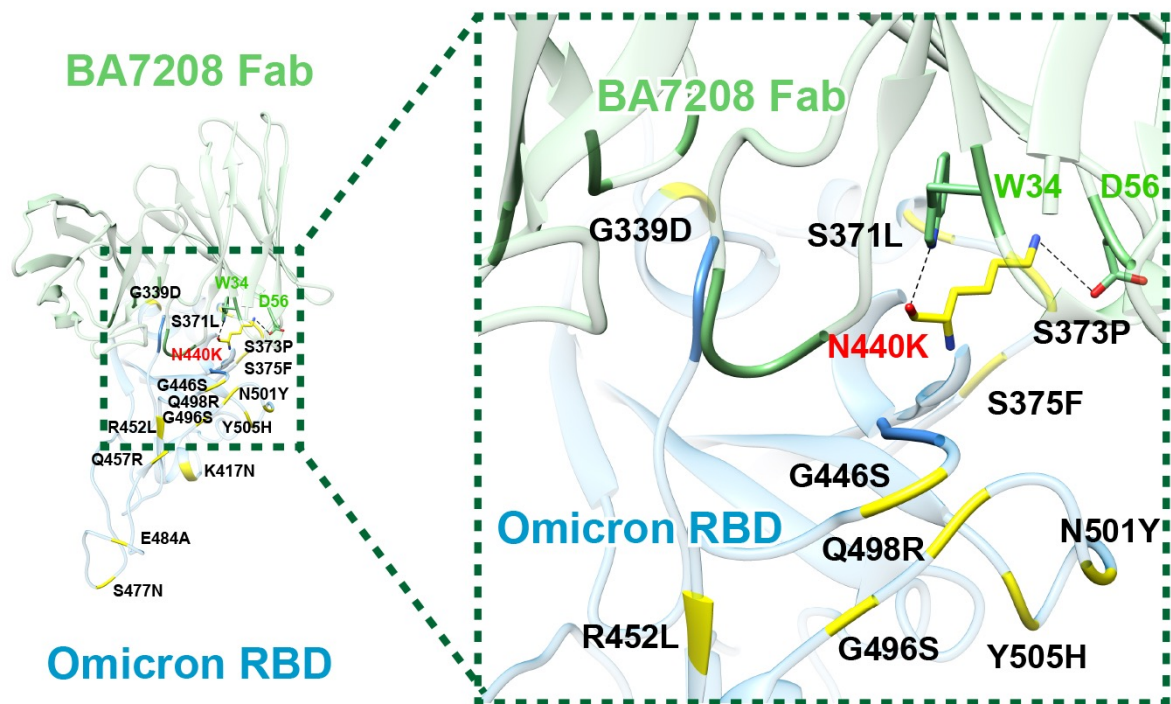 BA7208 Fab
G339D
W34
D56
S371L
N440K
S373P
S375F
G446S
Q498R
N501Y
G496S
R452L
Y505H
Q457R
K417N
E484A
S477N
Omicron RBD
BA7208 Fab
W34
D56
G339D
S371L
N440K
S373P
S375F
G446S
Omicron RBD
Q498R
N501Y
R452L
G496S
Y505H